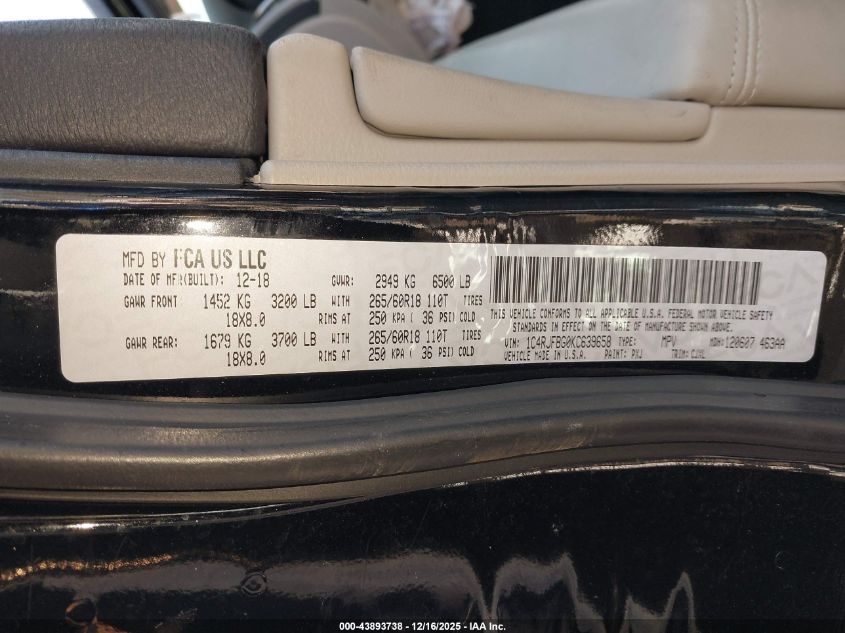 MFD BY FCA US LLC
DATE OF MFR(BUILT): 12-18 GVWR: 2949 KG 6500 LB
GAWR FRONT: 1452 KG 3200 LB WITH 265/60R18 110T TIRES
18X8.0 RIMS AT 250 KPA ( 36 PSI) COLD
GAWR REAR: 1679 KG 3700 LB WITH 265/60R18 110T TIRES
18X8.0 RIMS AT 250 KPA ( 36 PSI) COLD
THIS VEHICLE CONFORMS TO ALL APPLICABLE U.S.A. FEDERAL MOTOR VEHICLE SAFETY
STANDARDS IN EFFECT ON THE DATE OF MANUFACTURE SHOWN ABOVE.
VIN: 1C4RJFBG0KC639658 TYPE: MPV MDH: 120607 463AA
VEHICLE MADE IN U.S.A. PAINT: PXJ TRIM: CJXL
000-43893738 - 12/16/2025 - IAA Inc.